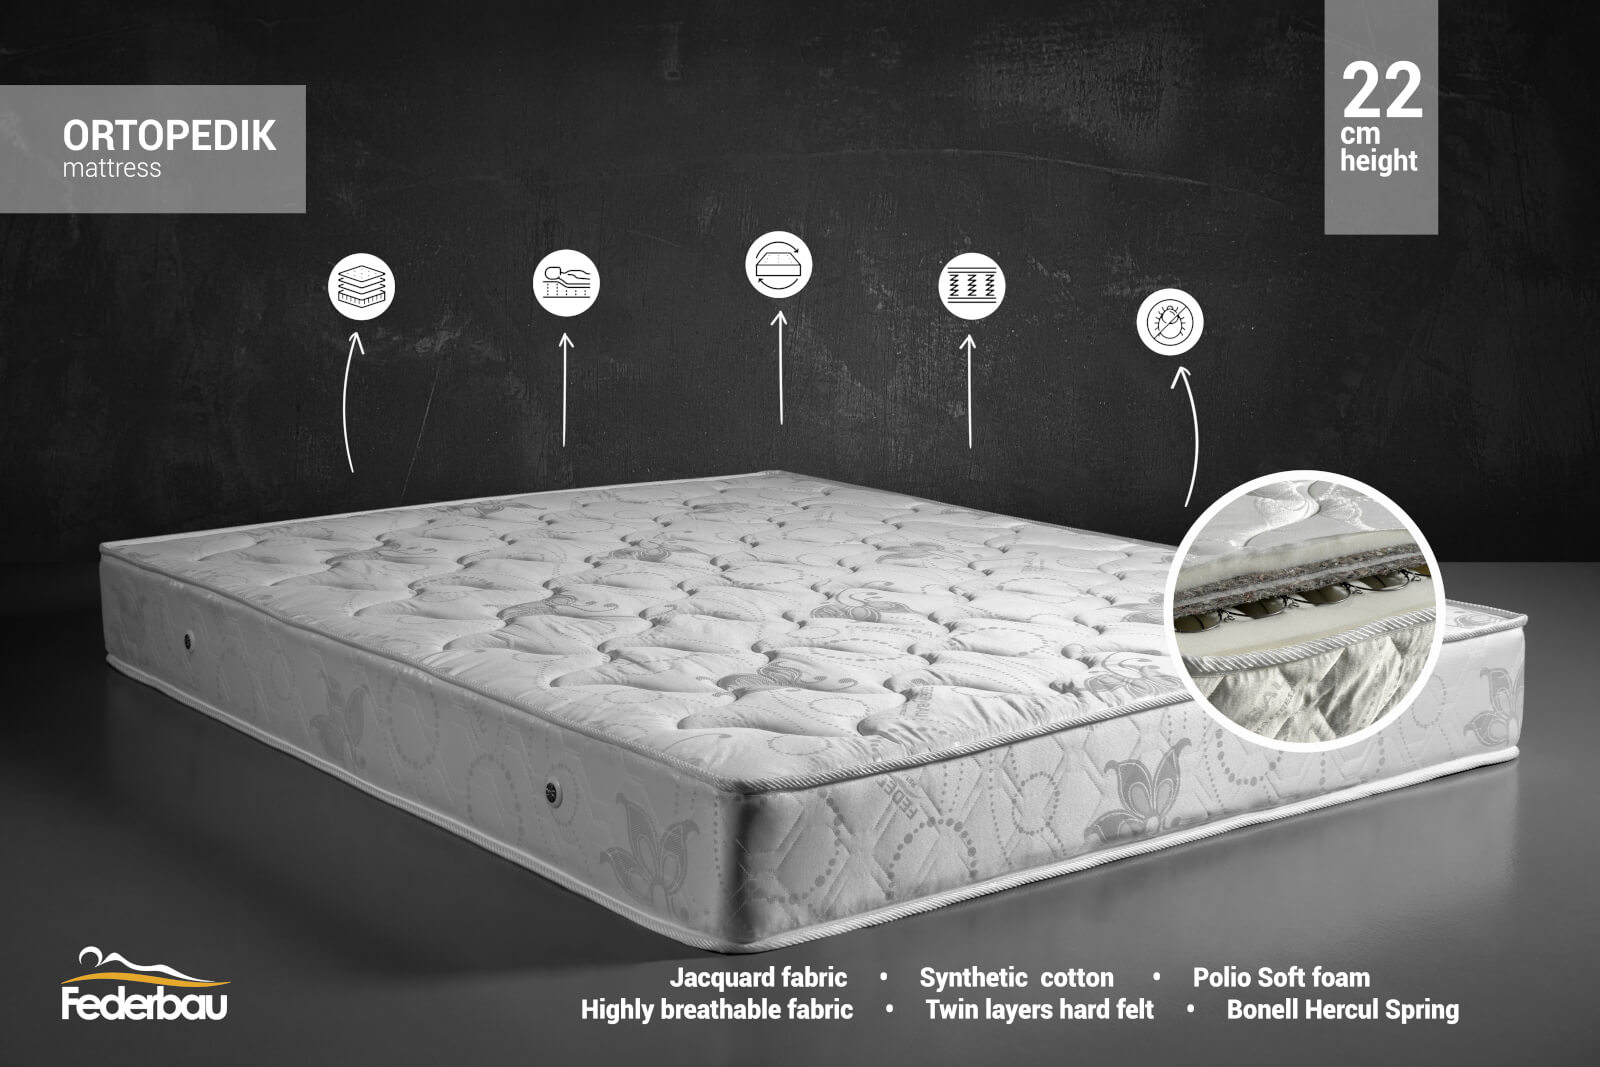 ORTOPEDIK
mattress
22
cm
height
FEDERBAU
Federbau
Jacquard fabric • Synthetic cotton • Polio Soft foam
Highly breathable fabric • Twin layers hard felt • Bonell Hercul Spring